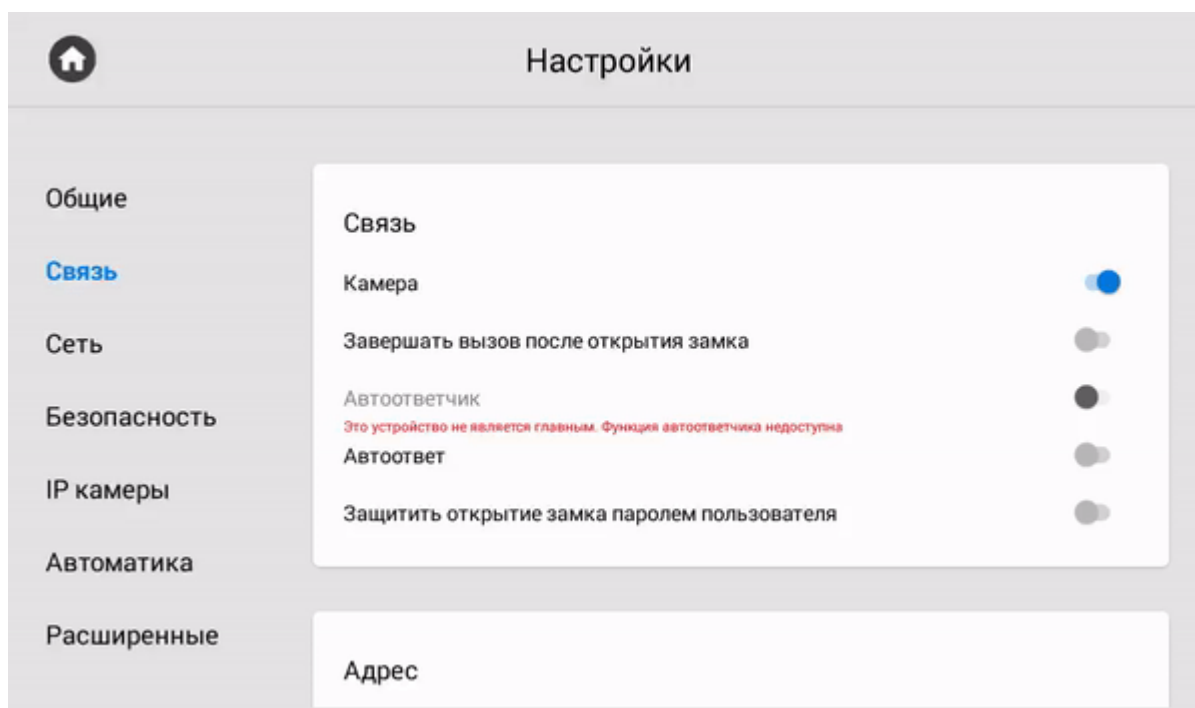 Настройки
Общие
Связь
Сеть
Безопасность
IP камеры
Автоматика
Расширенные
Связь
Камера
Завершать вызов после открытия замка
Автоответчик
Это устройство не является главным. Функция автоответчика недоступна
Автоответ
Защитить открытие замка паролем пользователя
Адрес